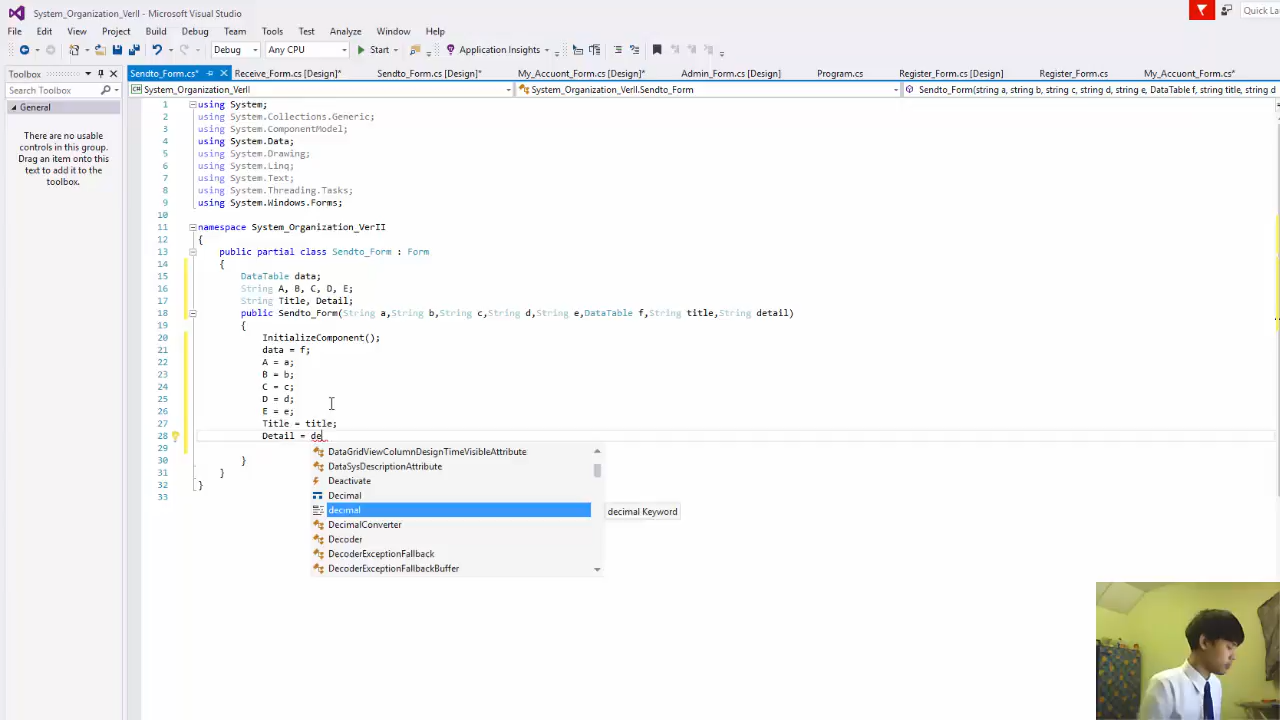 System_Organization_VerII - Microsoft Visual Studio
Quick La
File Edit View Project Build Debug Team Tools Test Analyze Window Help
Debug Any CPU Start Application Insights
Toolbox
Sendto_Form.cs* Receive_Form.cs [Design]* Sendto_Form.cs [Design]* My_Accuont_Form.cs [Design]* Admin_Form.cs [Design] Program.cs Register_Form.cs [Design] Register_Form.cs My_Accuont_Form.cs*
Search Toolbox
System_Organization_VerII System_Organization_VerII.Sendto_Form Sendto_Form(string a, string b, string c, string d, string e, DataTable f, string title, string d
General
There are no usable
controls in this group.
Drag an item onto this
text to add it to the
toolbox.
1 using System;
2 using System.Collections.Generic;
3 using System.ComponentModel;
4 using System.Data;
5 using System.Drawing;
6 using System.Linq;
7 using System.Text;
8 using System.Threading.Tasks;
9 using System.Windows.Forms;
10
11 namespace System_Organization_VerII
12 {
13 public partial class Sendto_Form : Form
14 {
15 DataTable data;
16 String A, B, C, D, E;
17 String Title, Detail;
18 public Sendto_Form(String a,String b,String c,String d,String e,DataTable f,String title,String detail)
19 {
20 InitializeComponent();
21 data = f;
22 A = a;
23 B = b;
24 C = c;
25 D = d;
26 E = e;
27 Title = title;
28 Detail = de
29
30 }
31 }
32 }
33
DataGridViewColumnDesignTimeVisibleAttribute
DataSysDescriptionAttribute
Deactivate
Decimal
decimal
decimal Keyword
DecimalConverter
Decoder
DecoderExceptionFallback
DecoderExceptionFallbackBuffer